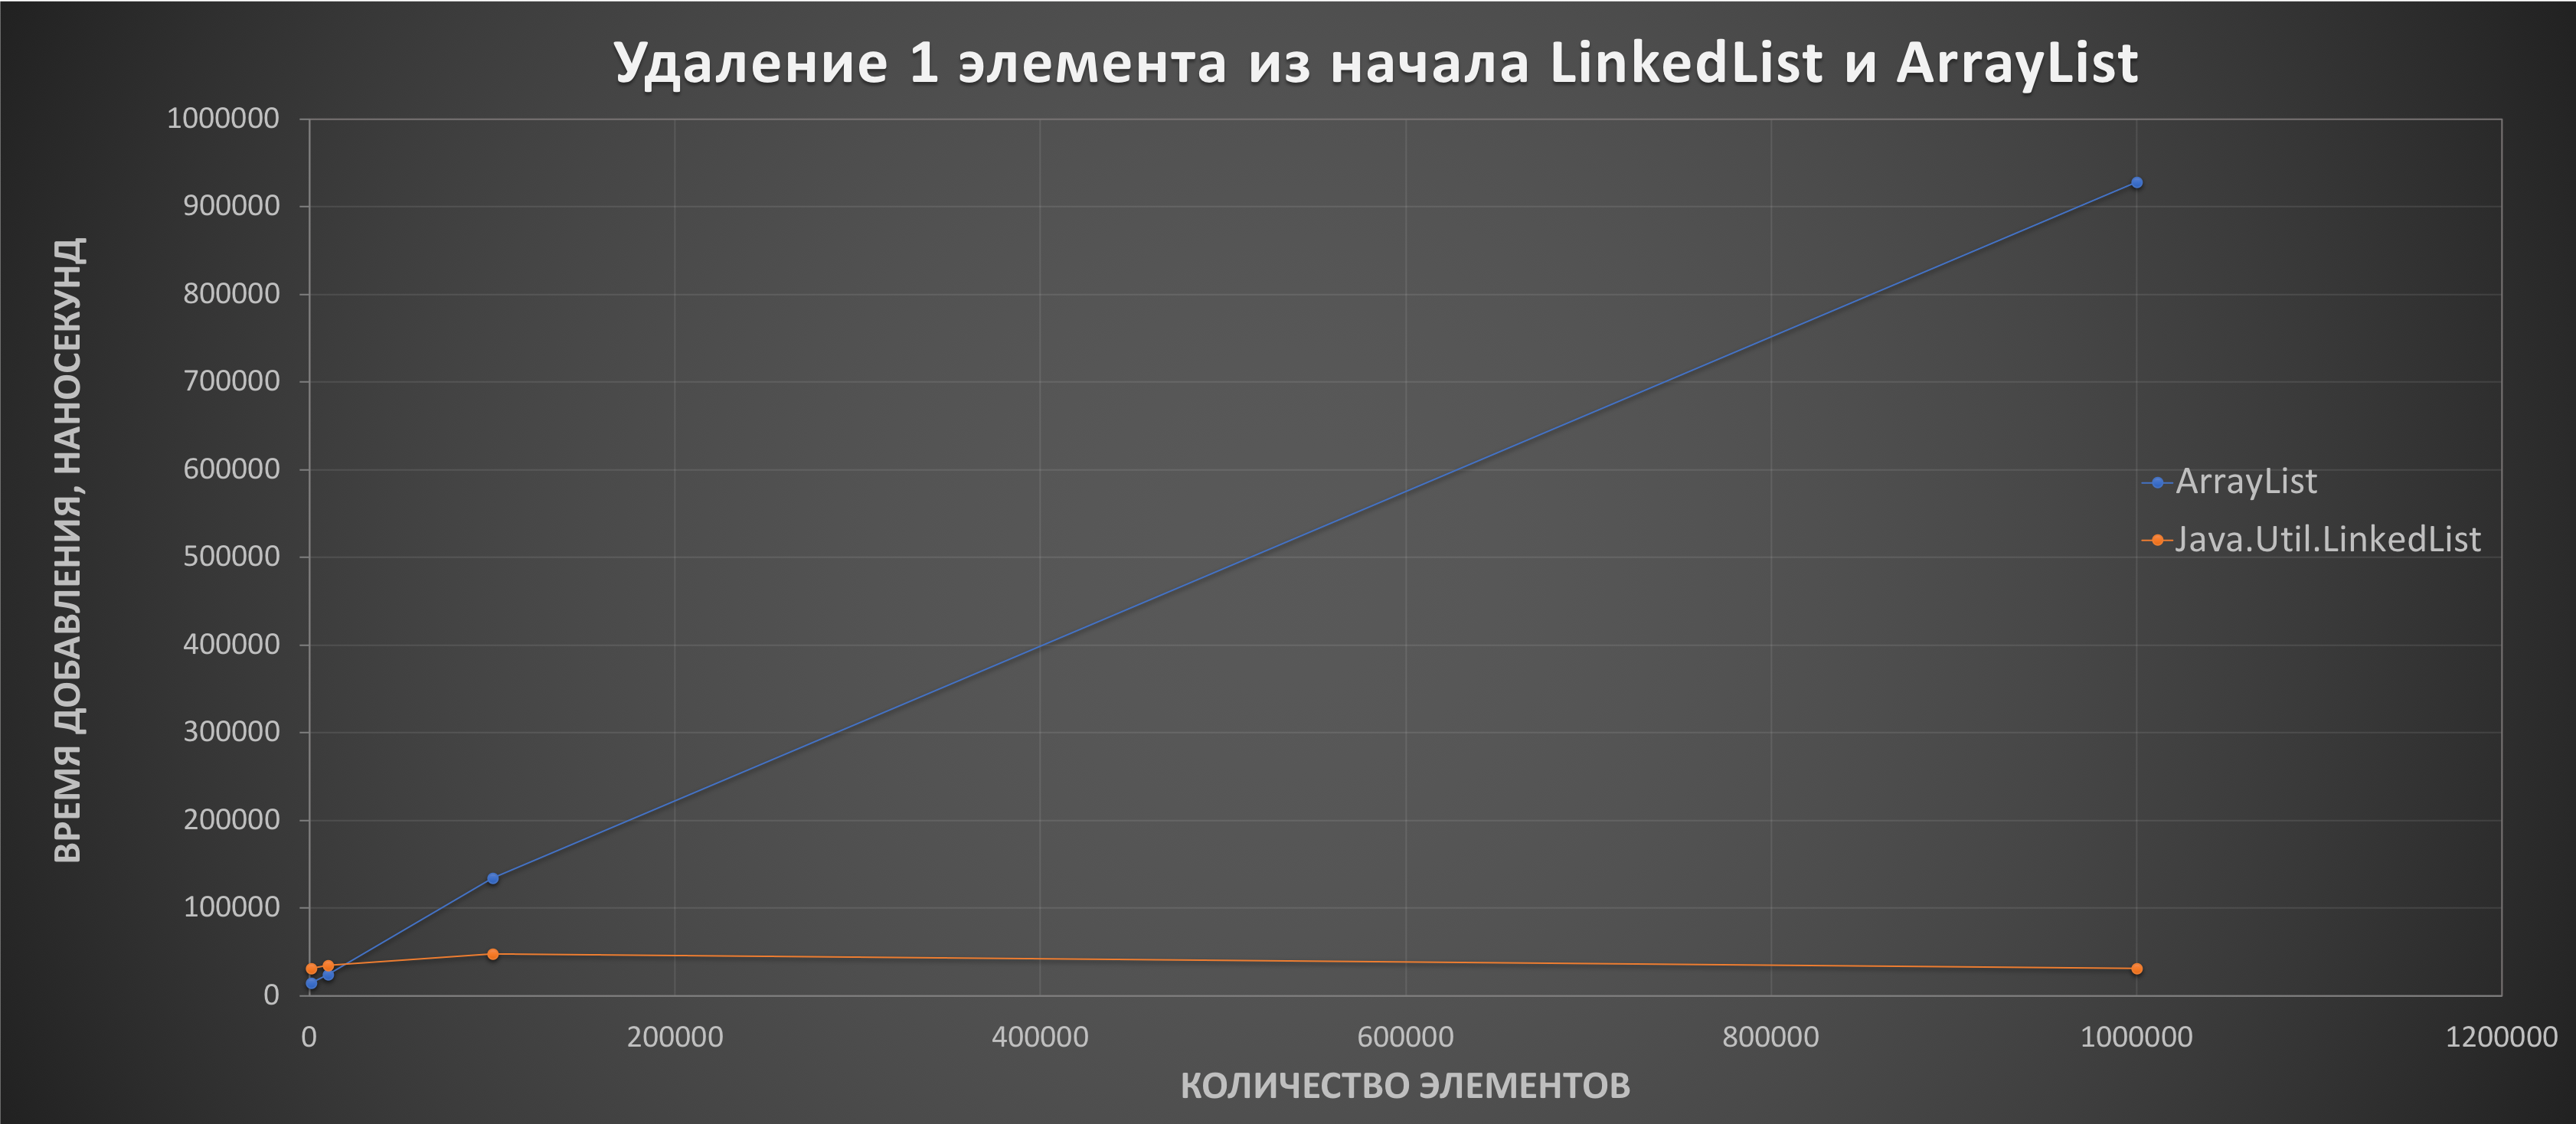 Удаление 1 элемента из начала LinkedList и ArrayList
ВРЕМЯ ДОБАВЛЕНИЯ, НАНОСЕКУНД
1000000
900000
800000
700000
600000
500000
400000
300000
200000
100000
0
ArrayList
Java.Util.LinkedList
0 200000 400000 600000 800000 1000000 1200000
КОЛИЧЕСТВО ЭЛЕМЕНТОВ